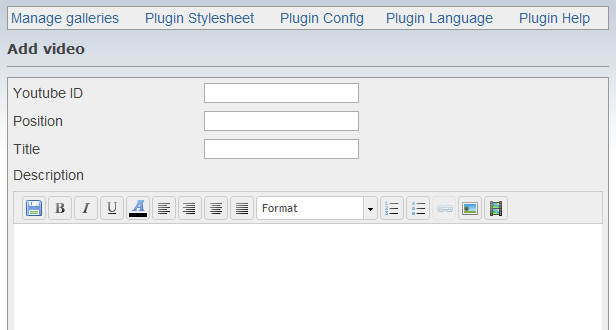 Manage galleries Plugin Stylesheet Plugin Config Plugin Language Plugin Help
Add video
Youtube ID
Position
Title
Description
B I U A Format